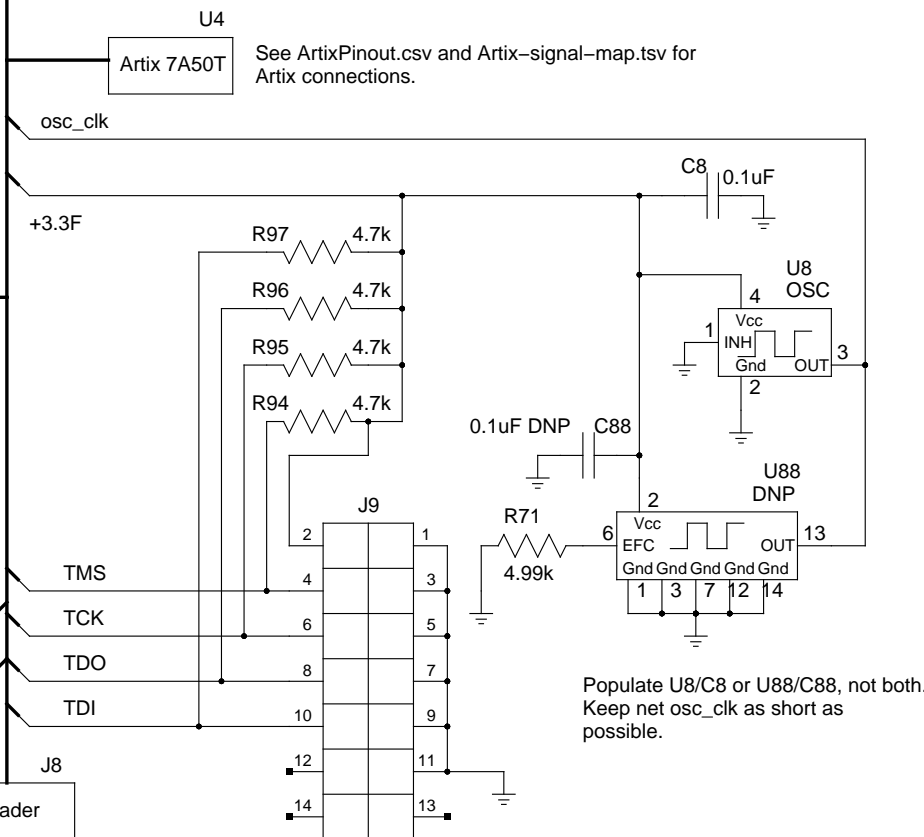 U4
Artix 7A50T
See ArtixPinout.csv and Artix−signal−map.tsv for
Artix connections.
osc_clk
+3.3F
C8
0.1uF
R97
4.7k
R96
4.7k
R95
4.7k
R94
4.7k
U8
OSC
4
Vcc
1
INH
Gnd
OUT
3
2
0.1uF DNP
C88
U88
DNP
2
Vcc
R71
4.99k
6
EFC
OUT
13
Gnd Gnd Gnd Gnd Gnd
1 3 7 12 14
J9
2 1
TMS
4 3
TCK
6 5
TDO
8 7
TDI
10 9
12 11
14 13
Populate U8/C8 or U88/C88, not both.
Keep net osc_clk as short as
possible.
J8
ader